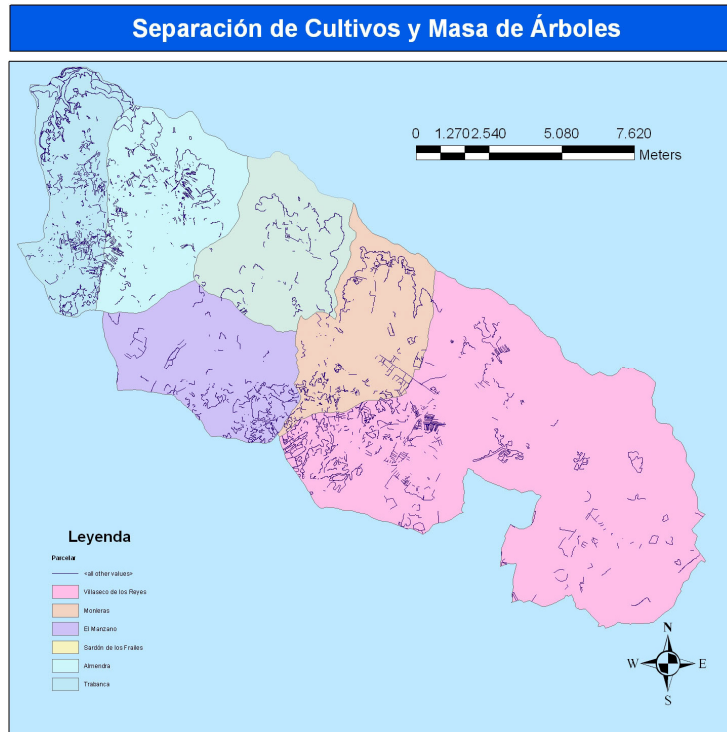 Separación de Cultivos y Masa de Árboles
0 1.270 2.540 5.080 7.620
Meters
N
W E
S
Leyenda
Parcelar
<all other values>
Villaseco de los Reyes
Monleras
El Manzano
Sardón de los Frailes
Almendra
Trabanca